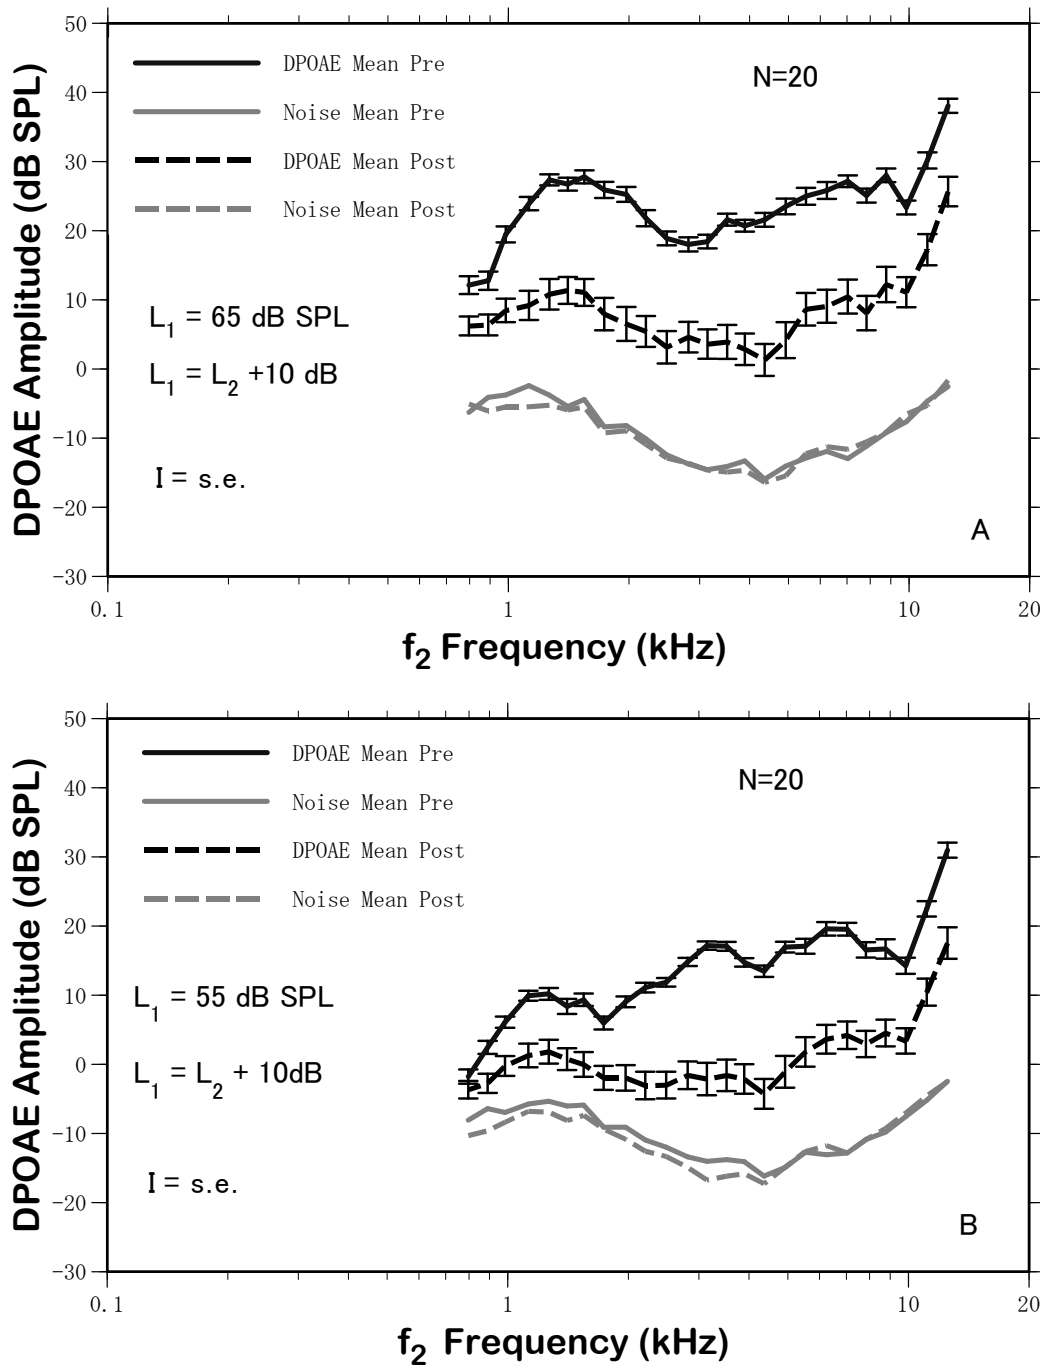 50
40
30
20
10
0
-10
-20
-30
DPOAE Amplitude (dB SPL)
DPOAE Mean Pre
Noise Mean Pre
DPOAE Mean Post
Noise Mean Post
N=20
L1 = 65 dB SPL
L1 = L2 +10 dB
I = s.e.
A
0.1 1 10 20
f2 Frequency (kHz)
50
40
30
20
10
0
-10
-20
-30
DPOAE Amplitude (dB SPL)
DPOAE Mean Pre
Noise Mean Pre
DPOAE Mean Post
Noise Mean Post
N=20
L1 = 55 dB SPL
L1 = L2 + 10dB
I = s.e.
B
0.1 1 10 20
f2 Frequency (kHz)